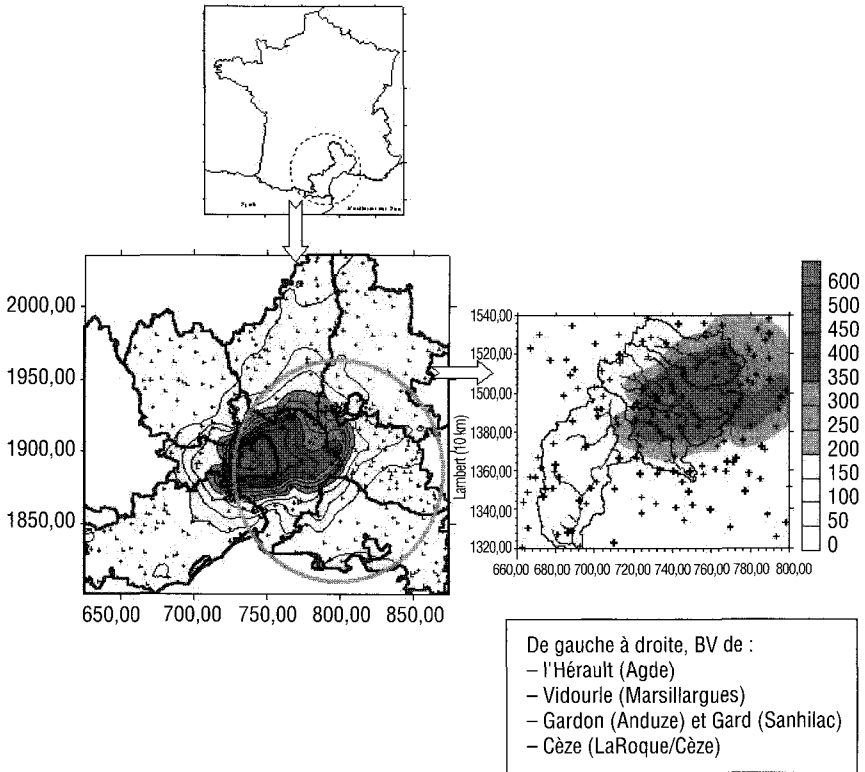 2000,00
1950,00
1900,00
1850,00
650,00 700,00 750,00 800,00 850,00
Lambert (10 km)
1540,00
1520,00
1500,00
1380,00
1360,00
1340,00
1320,00
660,00 680,00 700,00 720,00 740,00 760,00 780,00 800,00
600
500
450
400
350
300
250
200
150
100
50
0
De gauche à droite, BV de :
– l'Hérault (Agde)
– Vidourle (Marsillargues)
– Gardon (Anduze) et Gard (Sanhilac)
– Cèze (LaRoque/Cèze)